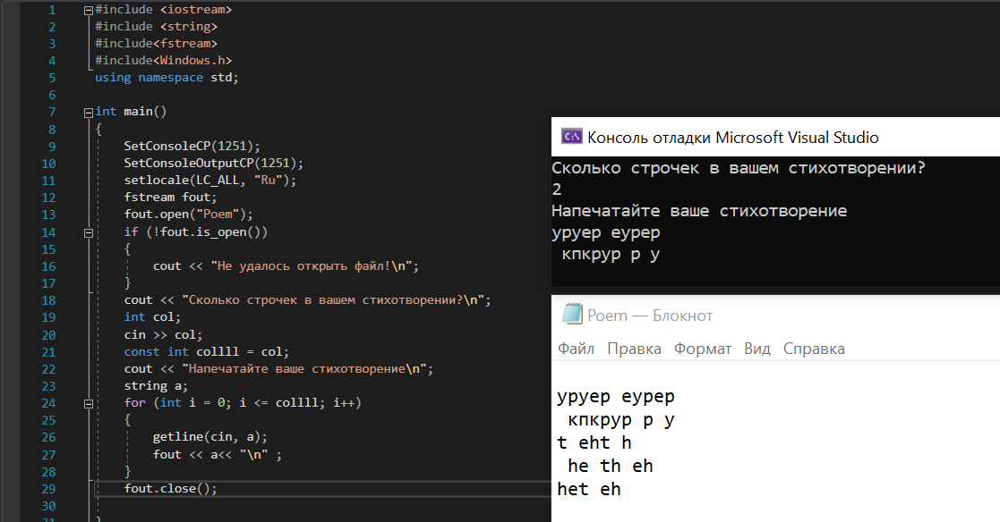 1 #include <iostream>
2 #include <string>
3 #include<fstream>
4 #include<Windows.h>
5 using namespace std;
6
7 int main()
8 {
9 SetConsoleCP(1251);
10 SetConsoleOutputCP(1251);
11 setlocale(LC_ALL, "Ru");
12 fstream fout;
13 fout.open("Poem");
14 if (!fout.is_open())
15 {
16 cout << "Не удалось открыть файл!\n";
17 }
18 cout << "Сколько строчек в вашем стихотворении?\n";
19 int col;
20 cin >> col;
21 const int collll = col;
22 cout << "Напечатайте ваше стихотворение\n";
23 string a;
24 for (int i = 0; i <= collll; i++)
25 {
26 getline(cin, a);
27 fout << a<< "\n" ;
28 }
29 fout.close();
30
31 }
C:\ Консоль отладки Microsoft Visual Studio
Сколько строчек в вашем стихотворении?
2
Напечатайте ваше стихотворение
уруер еурер
кпкрур р у
Poem — Блокнот
Файл Правка Формат Вид Справка
уруер еурер
кпкрур р у
t eht h
he th eh
het eh